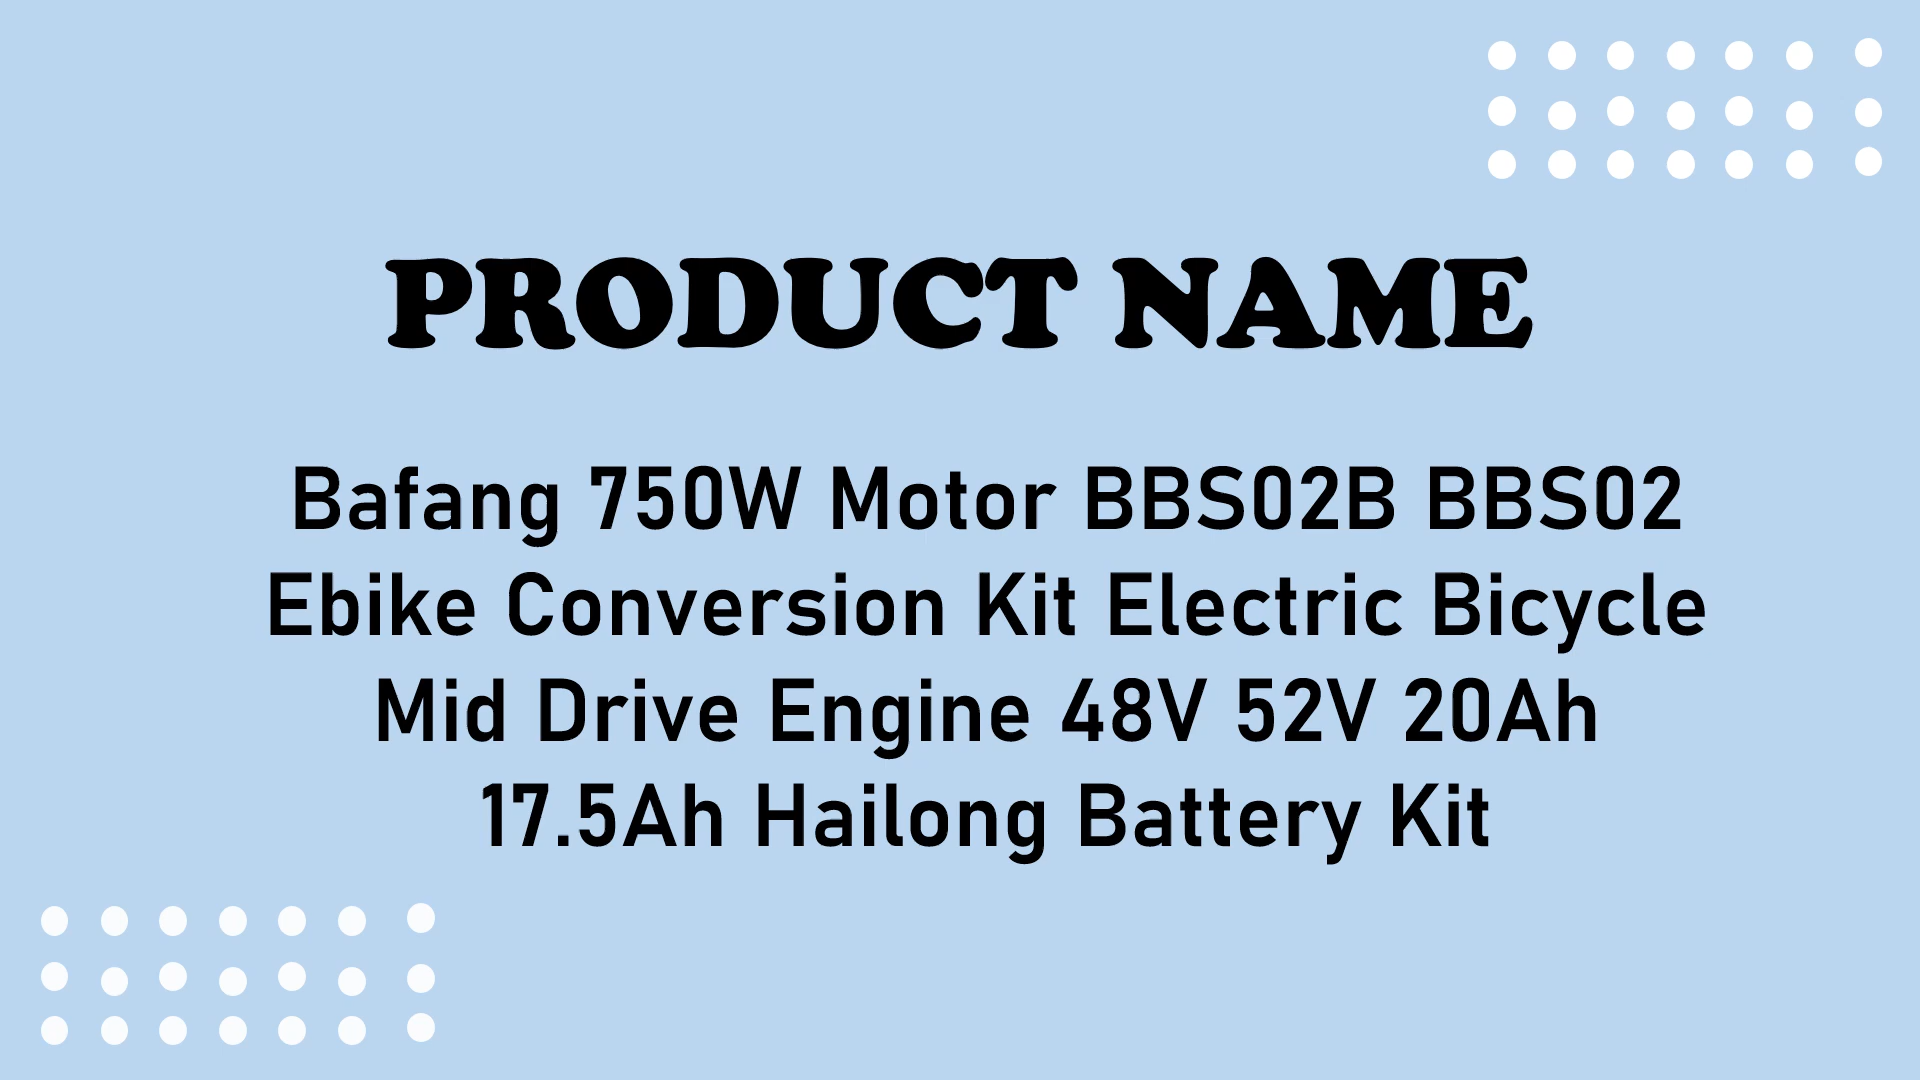 PRODUCT NAME
Bafang 750W Motor BBS02B BBS02
Ebike Conversion Kit Electric Bicycle
Mid Drive Engine 48V 52V 20Ah
17.5Ah Hailong Battery Kit